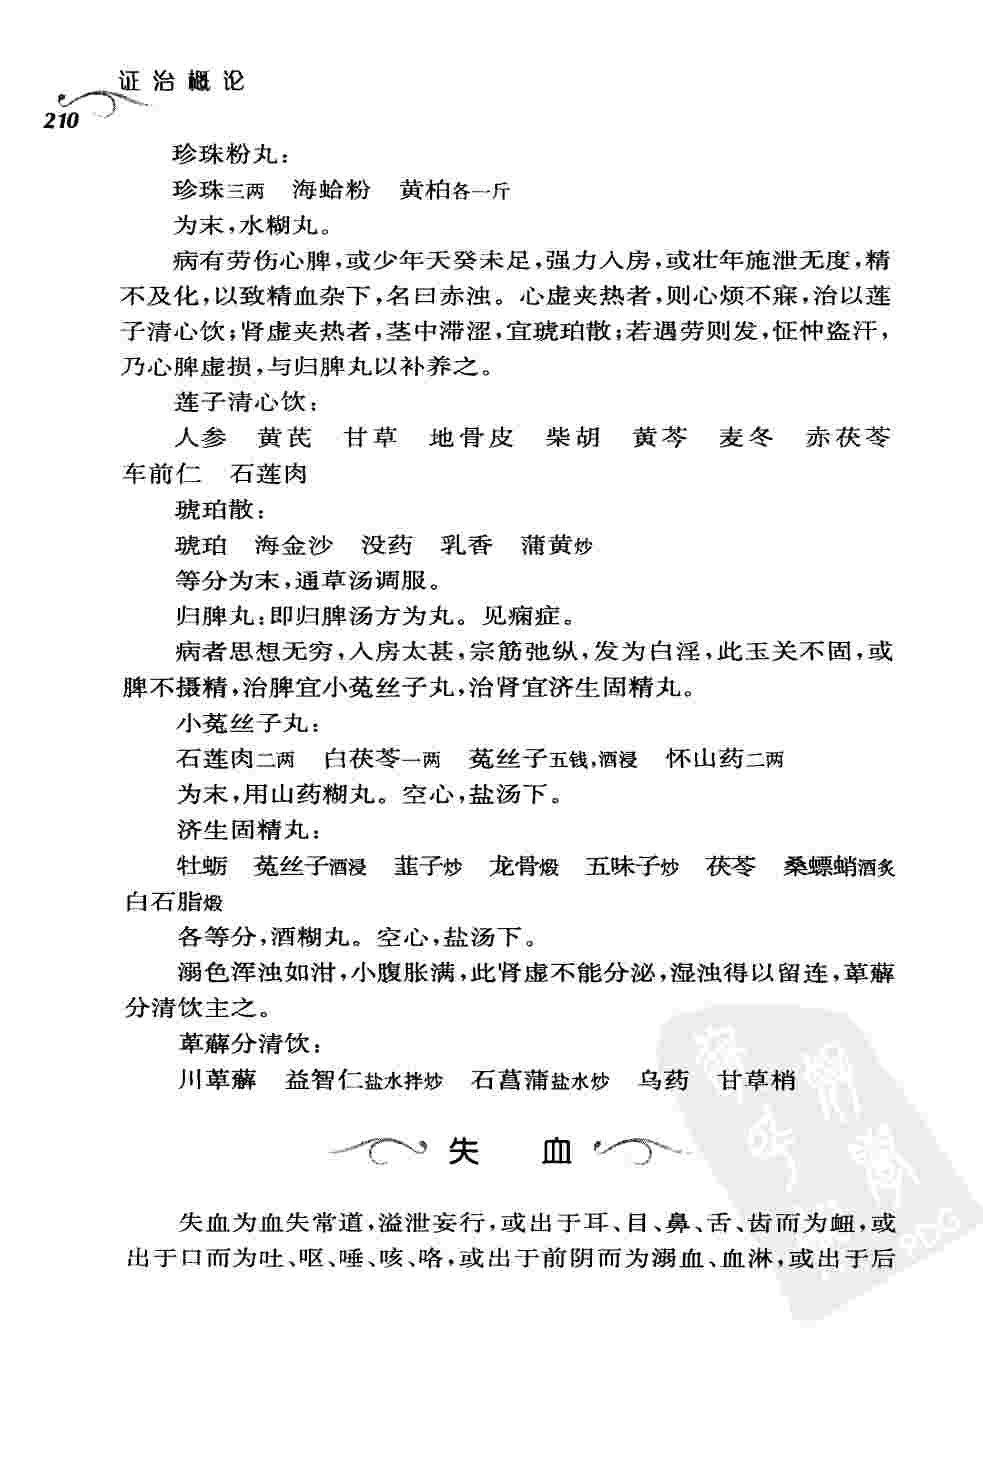 证治概论
210
珍珠粉丸：
珍珠三两　海蛤粉　黄柏各一斤
为末，水糊丸。
病有劳伤心脾，或少年天癸未足，强力入房，或壮年施泄无度，精
不及化，以致精血杂下，名曰赤浊。心虚夹热者，则心烦不寐，治以莲
子清心饮；肾虚夹热者，茎中滞涩，宜琥珀散；若遇劳则发，怔忡盗汗，
乃心脾虚损，与归脾丸以补养之。
莲子清心饮：
人参　黄芪　甘草　地骨皮　柴胡　黄芩　麦冬　赤茯苓
车前仁　石莲肉
琥珀散：
琥珀　海金沙　没药　乳香　蒲黄炒
等分为末，通草汤调服。
归脾丸：即归脾汤方为丸。见痫症。
病者思想无穷，入房太甚，宗筋弛纵，发为白淫，此玉关不固，或
脾不摄精，治脾宜小菟丝子丸，治肾宜济生固精丸。
小菟丝子丸：
石莲肉二两　白茯苓一两　菟丝子五钱，酒浸　怀山药二两
为末，用山药糊丸。空心，盐汤下。
济生固精丸：
牡蛎　菟丝子酒浸　韭子炒　龙骨煅　五味子炒　茯苓　桑螵蛸酒炙
白石脂煅
各等分，酒糊丸。空心，盐汤下。
溺色浑浊如泔，小腹胀满，此肾虚不能分泌，湿浊得以留连，萆薢
分清饮主之。
萆薢分清饮：
川萆薢　益智仁盐水拌炒　石菖蒲盐水炒　乌药　甘草梢
失　血
失血为血失常道，溢泄妄行，或出于耳、目、鼻、舌、齿而为衄，或
出于口而为吐、呕、唾、咳、咯，或出于前阴而为溺血、血淋，或出于后
PDG